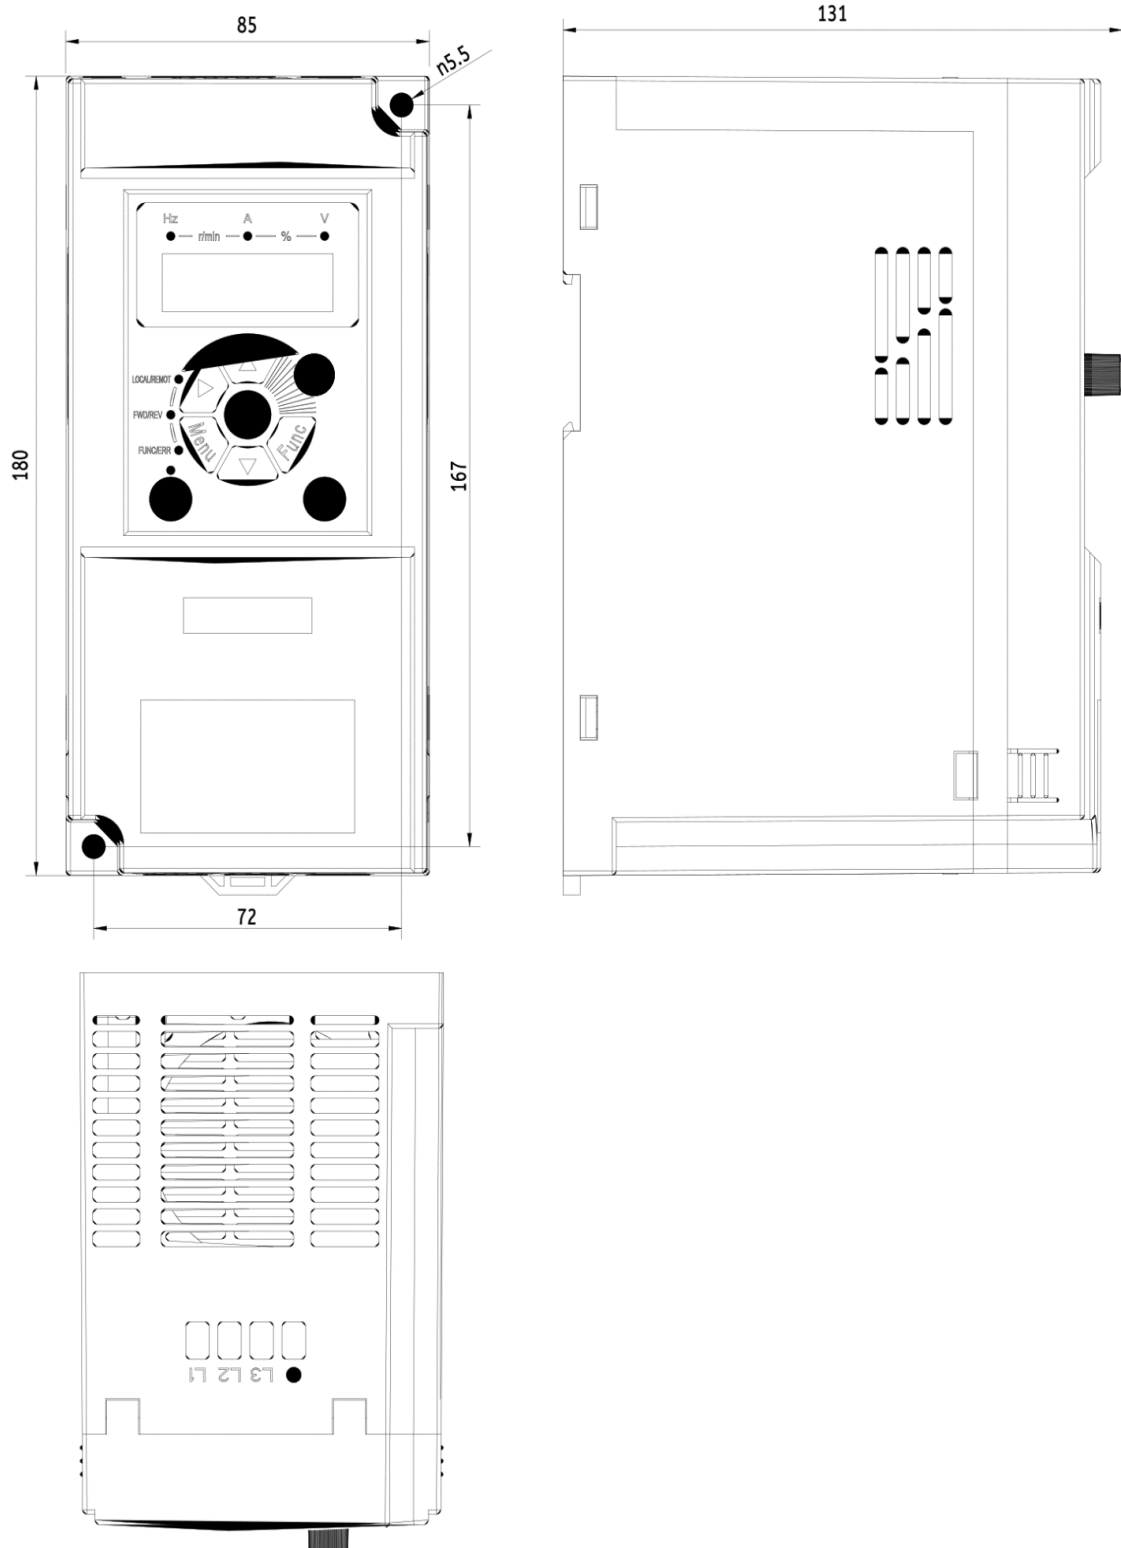 85
131
n5.5
Hz A V
r/min %
LOCAL/REMOT
FWD/REV
FUNC/ERR
Menu
Func
180
167
72
L1 L2 L3